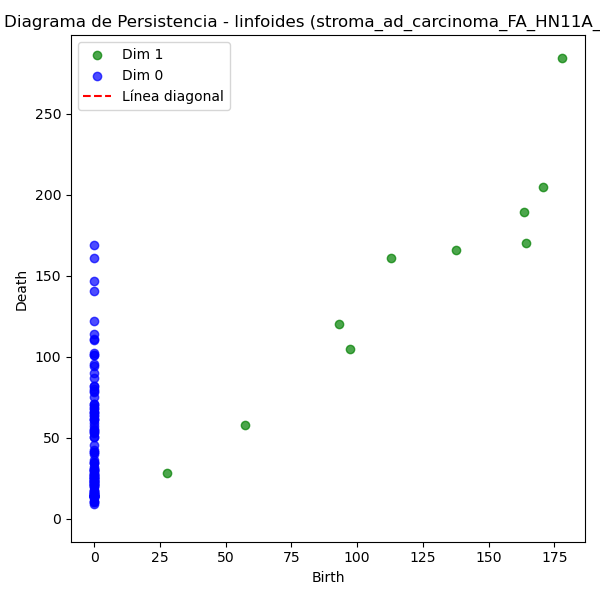 Diagrama de Persistencia - linfoides (stroma_ad_carcinoma_FA_HN11A_
Dim 1
Dim 0
Línea diagonal
Death
250
200
150
100
50
0
0 25 50 75 100 125 150 175
Birth